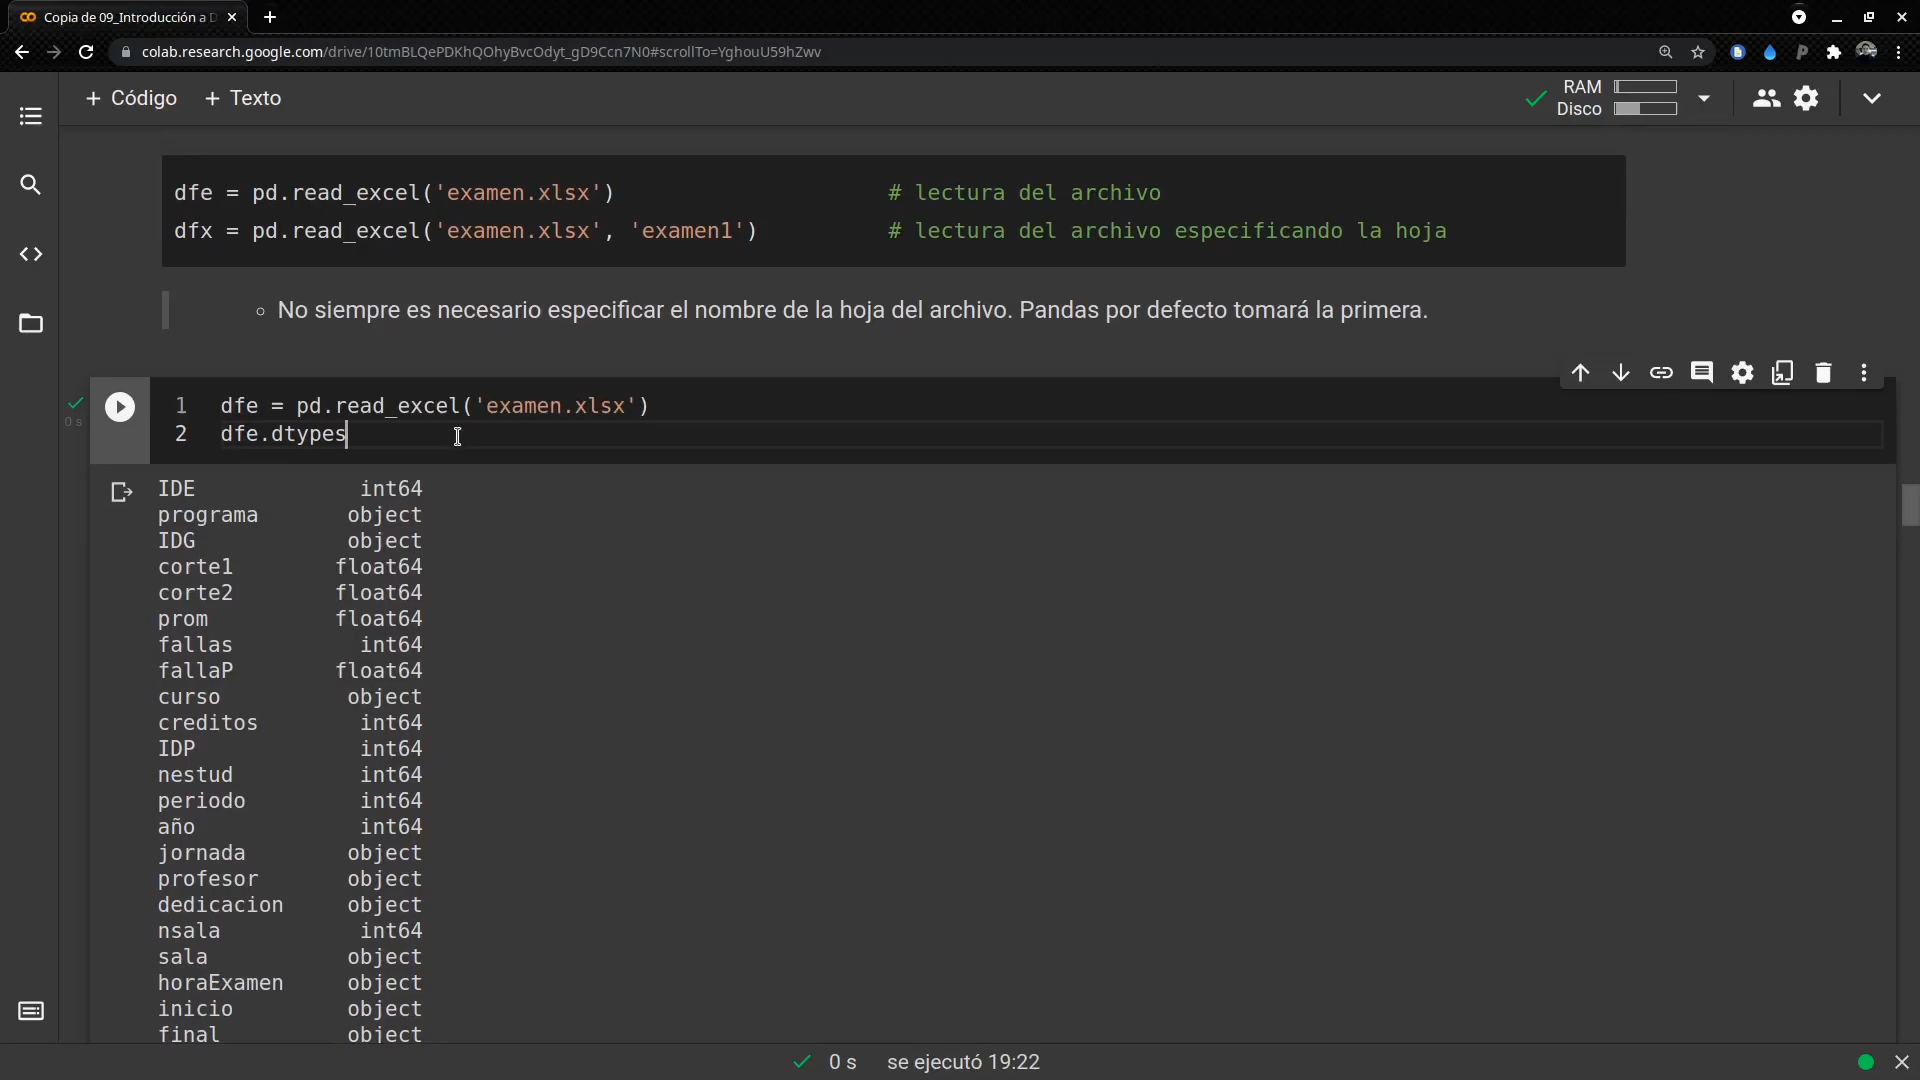 Copia de 09_Introducción a D
colab.research.google.com/drive/10tmBLQePDKhQOhyBvcOdyt_gD9Ccn7N0#scrollTo=YghouU59hZwv
+ Código + Texto
RAM
Disco
dfe = pd.read_excel('examen.xlsx') # lectura del archivo
dfx = pd.read_excel('examen.xlsx', 'examen1') # lectura del archivo especificando la hoja
No siempre es necesario especificar el nombre de la hoja del archivo. Pandas por defecto tomará la primera.
1 dfe = pd.read_excel('examen.xlsx')
0 s
2 dfe.dtypes
IDE int64
programa object
IDG object
corte1 float64
corte2 float64
prom float64
fallas int64
fallaP float64
curso object
creditos int64
IDP int64
nestud int64
periodo int64
año int64
jornada object
profesor object
dedicacion object
nsala int64
sala object
horaExamen object
inicio object
final object
0 s se ejecutó 19:22